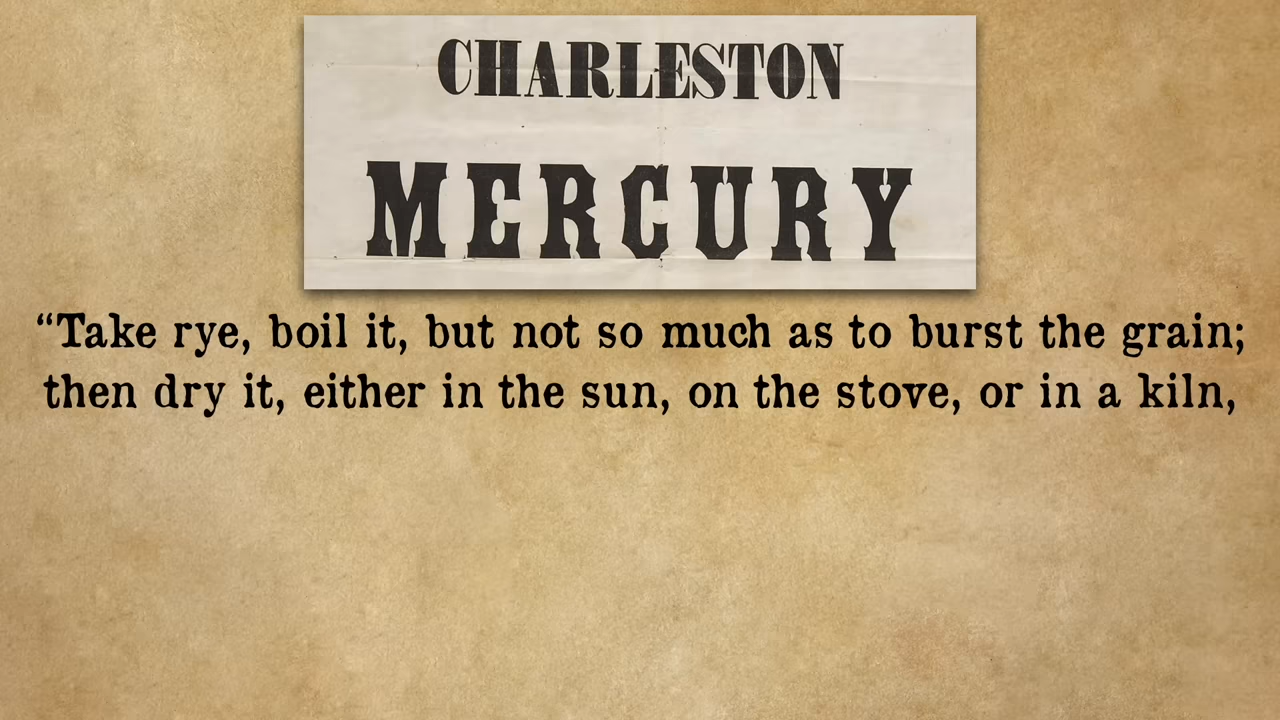 CHARLESTON
MERCURY
“Take rye, boil it, but not so much as to burst the grain;
then dry it, either in the sun, on the stove, or in a kiln,